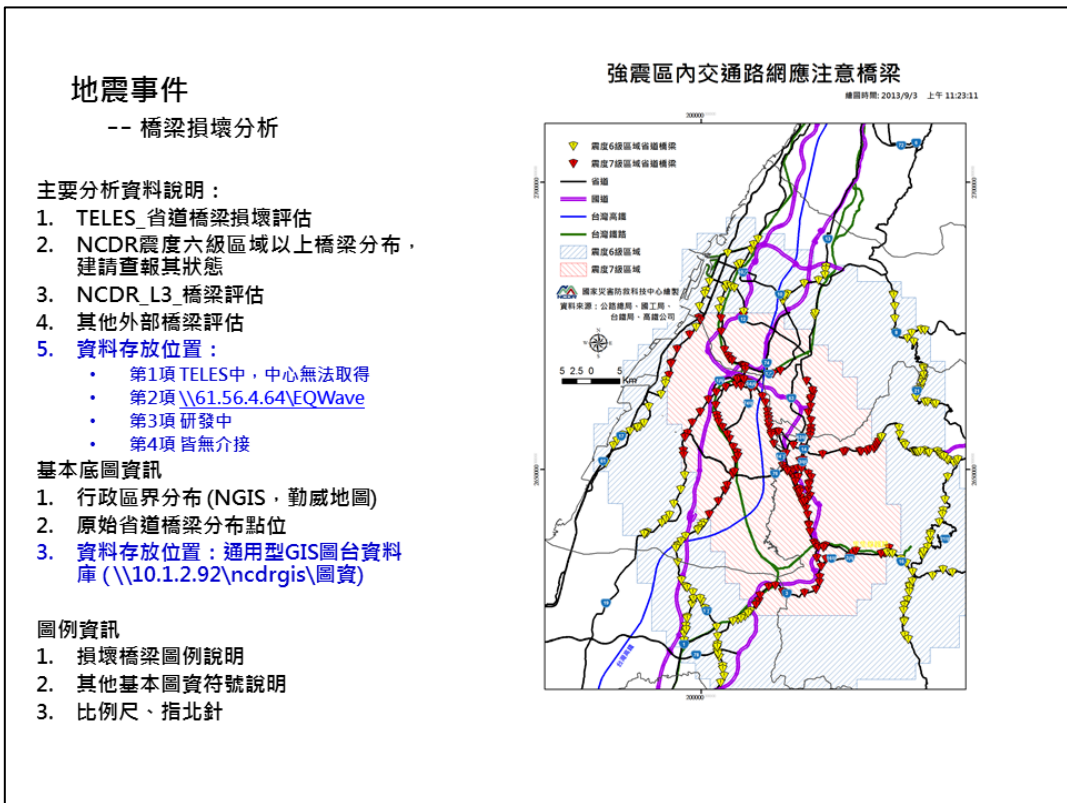 地震事件
-- 橋梁損壞分析
主要分析資料說明：
1. TELES_省道橋梁損壞評估
2. NCDR震度六級區域以上橋梁分布，
建請查報其狀態
3. NCDR_L3_橋梁評估
4. 其他外部橋梁評估
5. 資料存放位置：
• 第1項 TELES中，中心無法取得
• 第2項 \\61.56.4.64\EQWave
• 第3項 研發中
• 第4項 皆無介接
基本底圖資訊
1. 行政區界分布 (NGIS，勤崴地圖)
2. 原始省道橋梁分布點位
3. 資料存放位置：通用型GIS圖台資料
庫 ( \\10.1.2.92\ncdrgis\圖資)
圖例資訊
1. 損壞橋梁圖例說明
2. 其他基本圖資符號說明
3. 比例尺、指北針
強震區內交通路網應注意橋梁
繪圖時間: 2013/9/3 上午 11:23:11
200000
震度6級區域省道橋梁
震度7級區域省道橋梁
省道
國道
台灣高鐵
台灣鐵路
震度6級區域
震度7級區域
國家災害防救科技中心繪製
資料來源：公路總局、國工局、
台鐵局、高鐵公司
N
W E
S
5 2.5 0 5
Km
台灣高鐵
200000